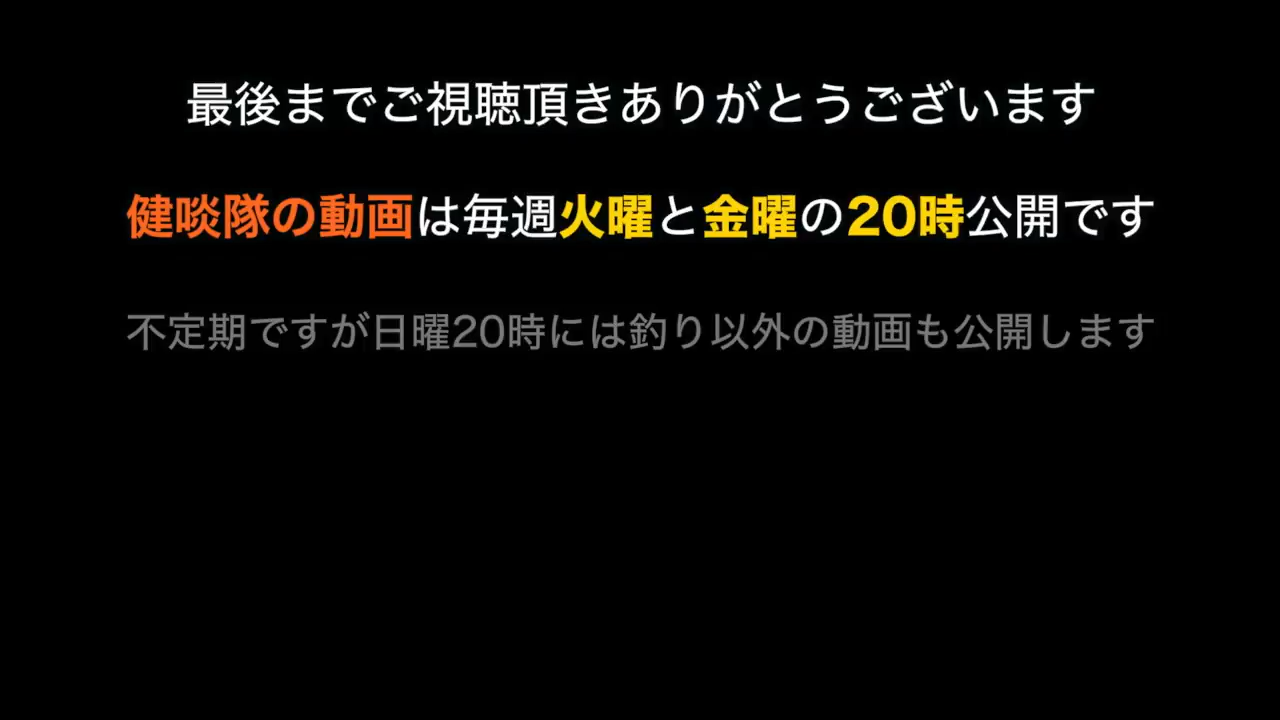 最後までご視聴頂きありがとうございます
健啖隊の動画は毎週火曜と金曜の20時公開です
不定期ですが日曜20時には釣り以外の動画も公開します